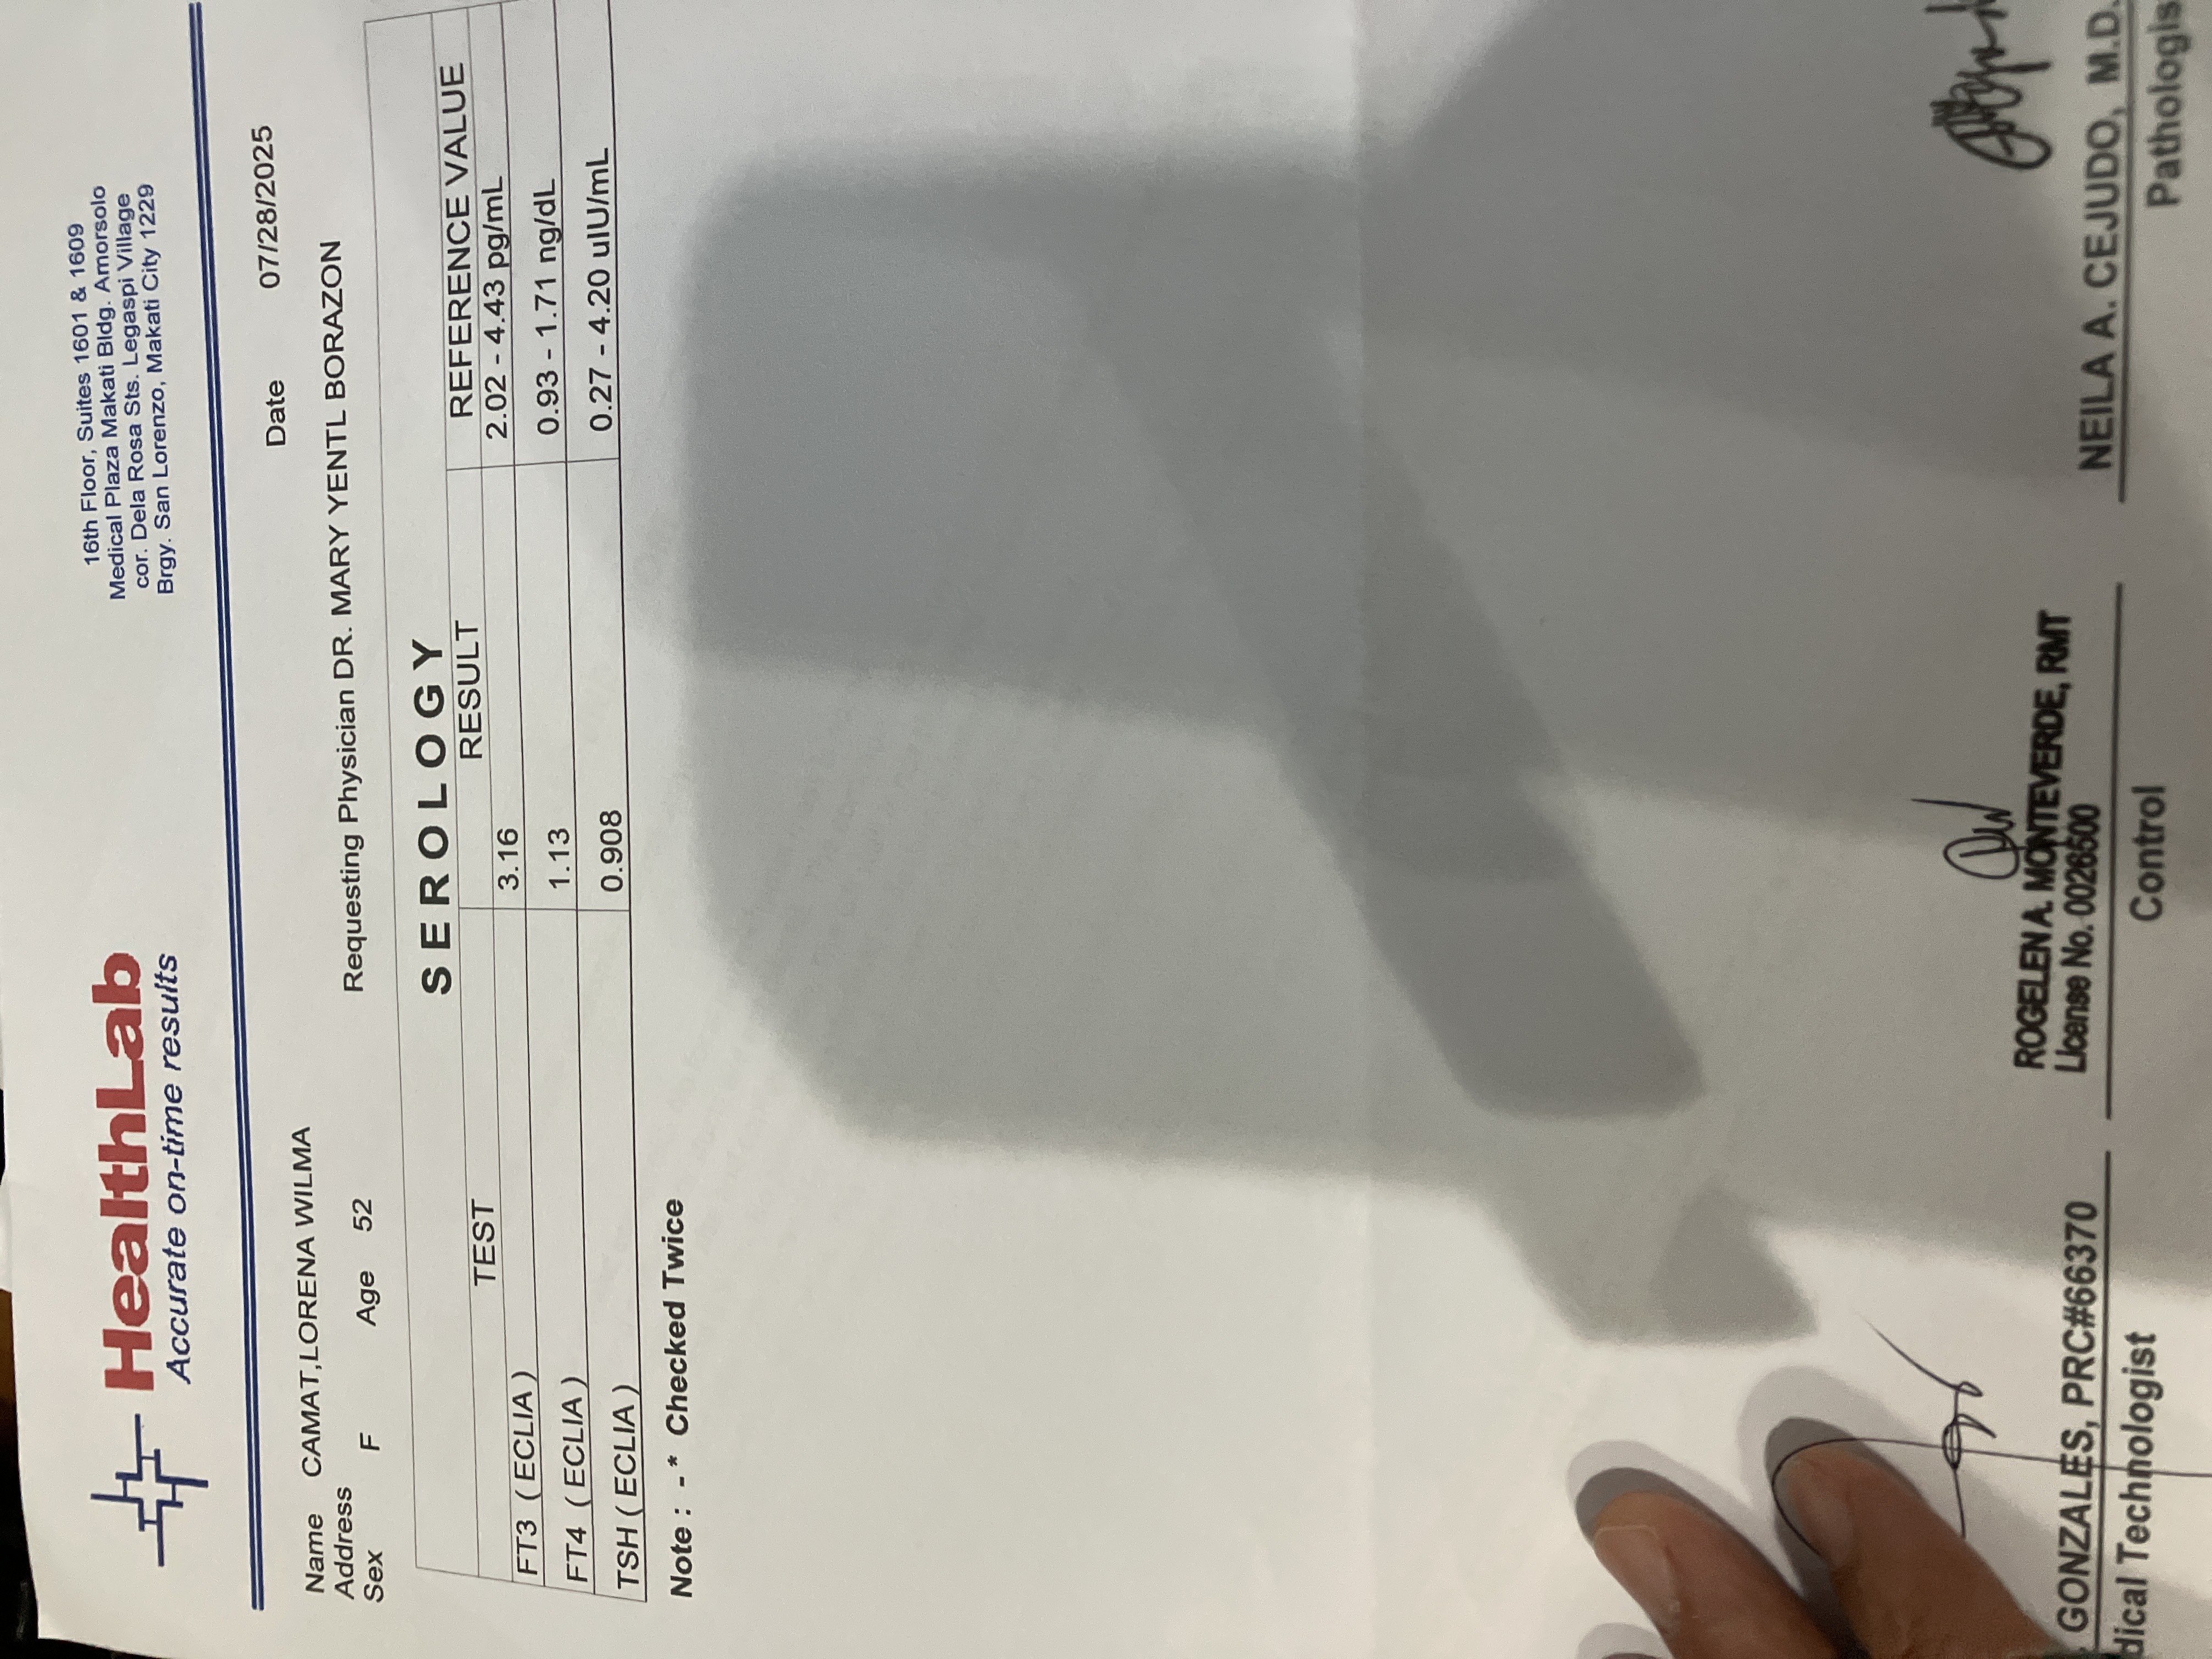 HealthLab
Accurate on-time results
16th Floor, Suites 1601 & 1609
Medical Plaza Makati Bldg. Amorsolo
cor. Dela Rosa Sts. Legaspi Village
Brgy. San Lorenzo, Makati City 1229
Date 07/28/2025
Name CAMAT,LORENA WILMA
Address
Sex F Age 52 Requesting Physician DR. MARY YENTL BORAZON
SEROLOGY
TEST RESULT REFERENCE VALUE
FT3 ( ECLIA ) 3.16 2.02 - 4.43 pg/mL
FT4 ( ECLIA ) 1.13 0.93 - 1.71 ng/dL
TSH ( ECLIA ) 0.908 0.27 - 4.20 uIU/mL
Note : - * Checked Twice
GONZALES, PRC#66370
dical Technologist
ROGELEN A. MONTEVERDE, RMT
License No. 0026500
Control
NEILA A. CEJUDO, M.D.
Pathologis